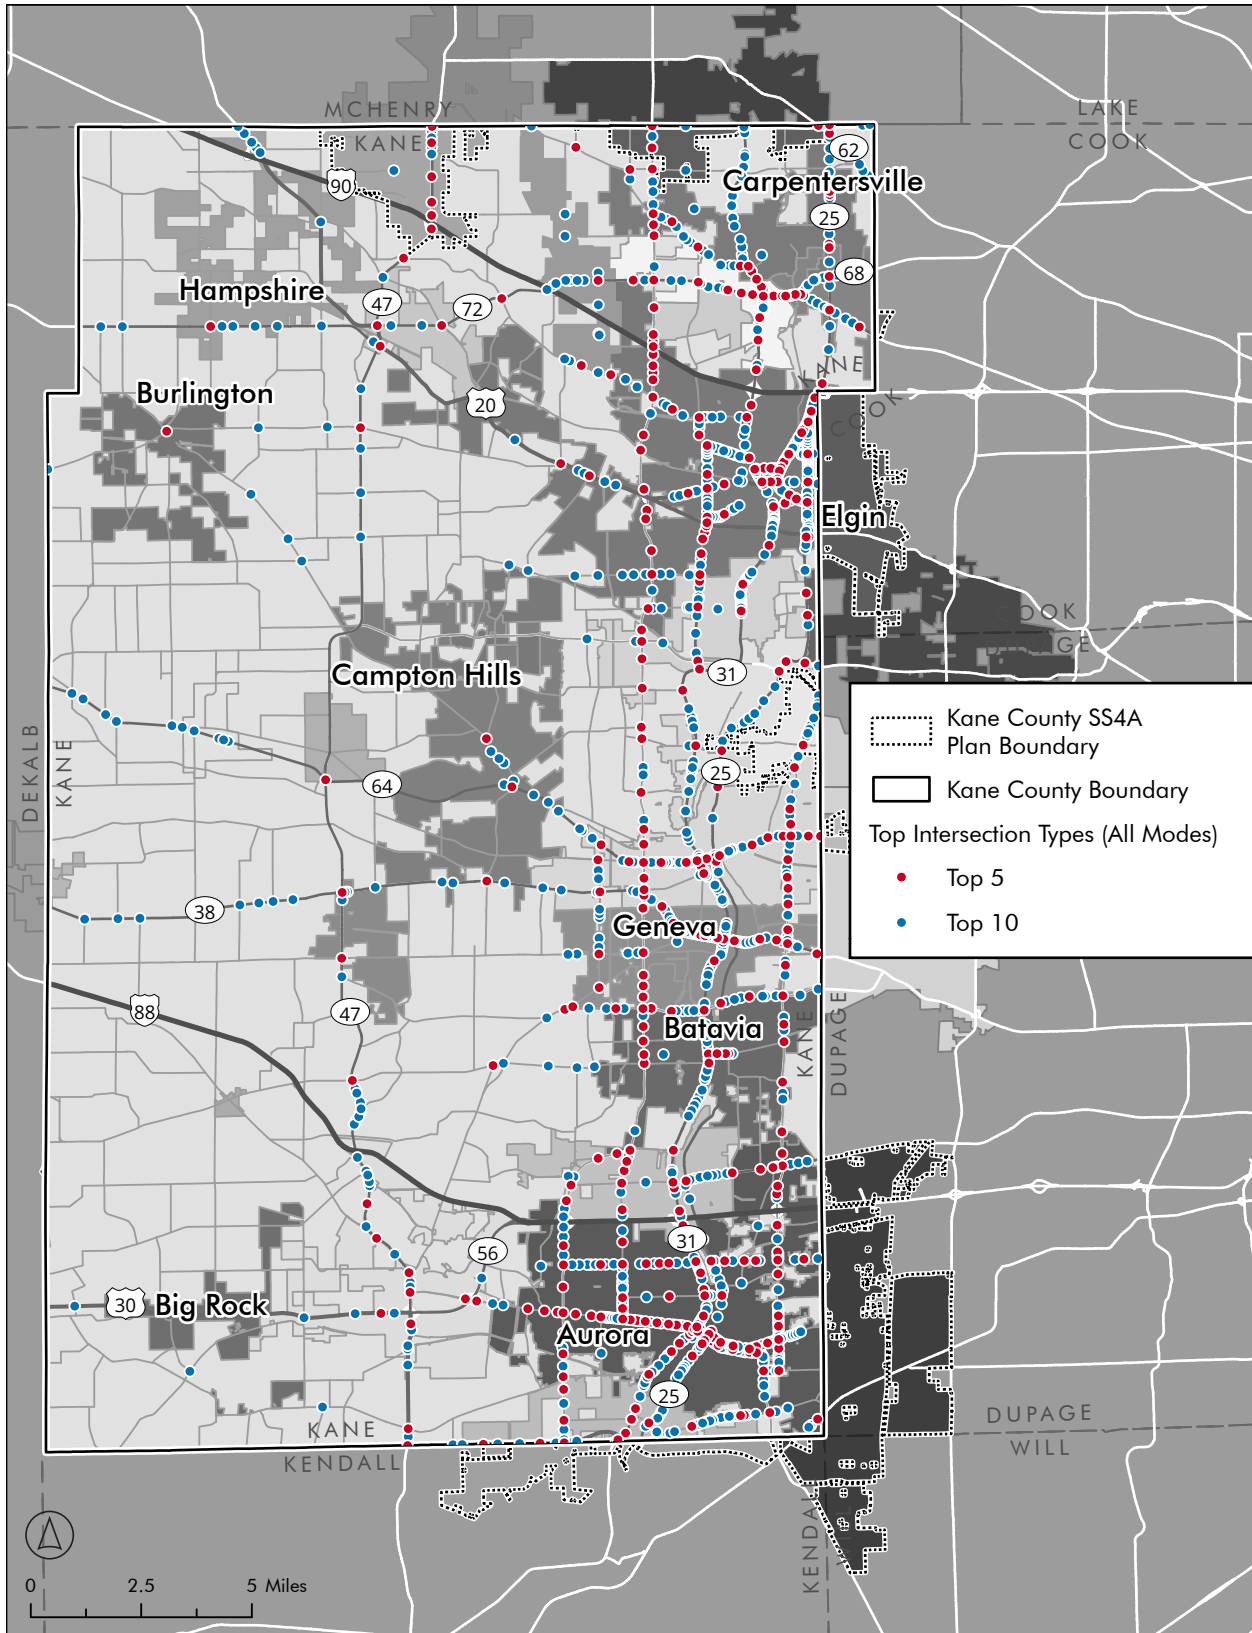 MCHENRY
KANE
LAKE
COOK
62
90
Carpentersville
25
68
Hampshire
47
72
KANE
COOK
Burlington
20
Elgin
COOK
DUPAGE
Campton Hills
31
DEKALB
KANE
64
25
Kane County SS4A
Plan Boundary
Kane County Boundary
Top Intersection Types (All Modes)
Top 5
Top 10
38
Geneva
88
47
Batavia
KANE
DUPAGE
56
31
30
Big Rock
Aurora
25
KANE
KENDALL
DUPAGE
WILL
KENDALL
WILL
0
2.5
5 Miles